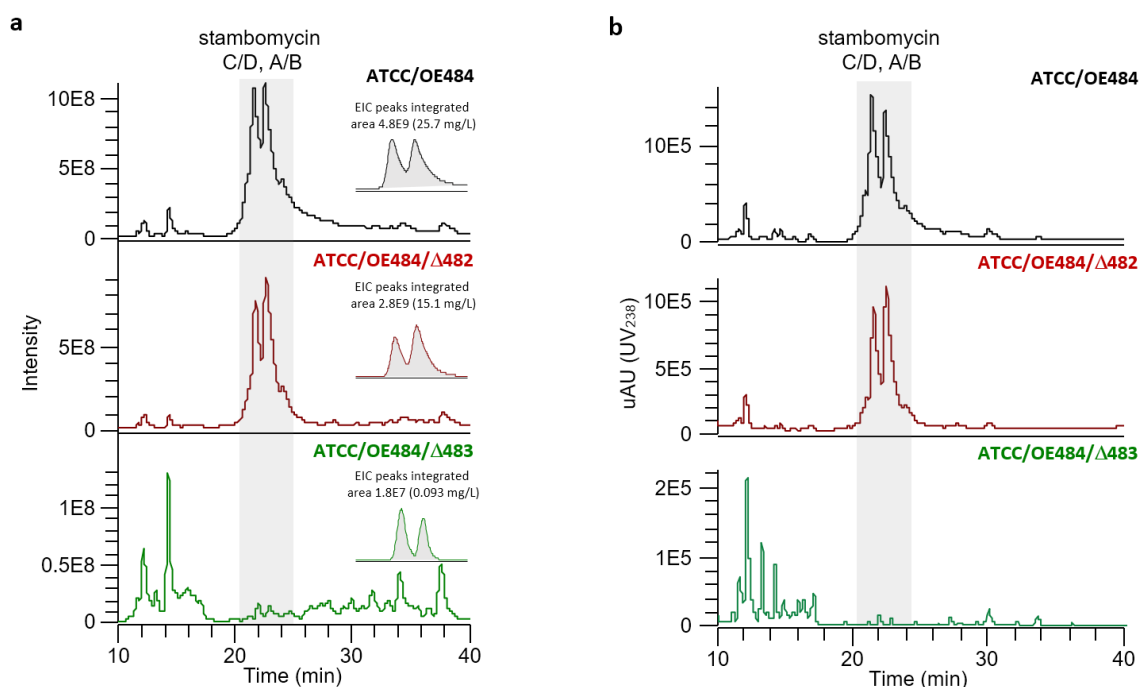 a
stambomycin
C/D, A/B
ATCC/OE484
EIC peaks integrated
area 4.8E9 (25.7 mg/L)
10E8
5E8
0
ATCC/OE484/Δ482
EIC peaks integrated
area 2.8E9 (15.1 mg/L)
5E8
0
Intensity
ATCC/OE484/Δ483
EIC peaks integrated
area 1.8E7 (0.093 mg/L)
1E8
0.5E8
0
10 20 30 40
Time (min)
b
stambomycin
C/D, A/B
ATCC/OE484
10E5
0
ATCC/OE484/Δ482
10E5
5E5
0
uAU (UV₂₃₈)
ATCC/OE484/Δ483
2E5
1E5
0
10 20 30 40
Time (min)